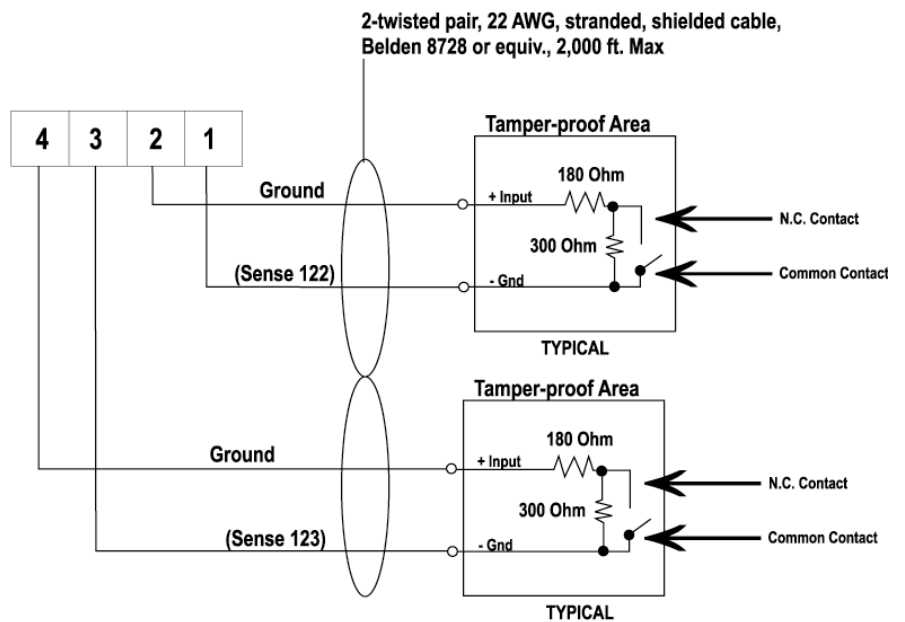 2-twisted pair, 22 AWG, stranded, shielded cable,
Belden 8728 or equiv., 2,000 ft. Max
4 3 2 1
Tamper-proof Area
180 Ohm
Ground
+ Input
N.C. Contact
300 Ohm
(Sense 122)
- Gnd
Common Contact
TYPICAL
Tamper-proof Area
180 Ohm
Ground
+ Input
N.C. Contact
300 Ohm
(Sense 123)
- Gnd
Common Contact
TYPICAL